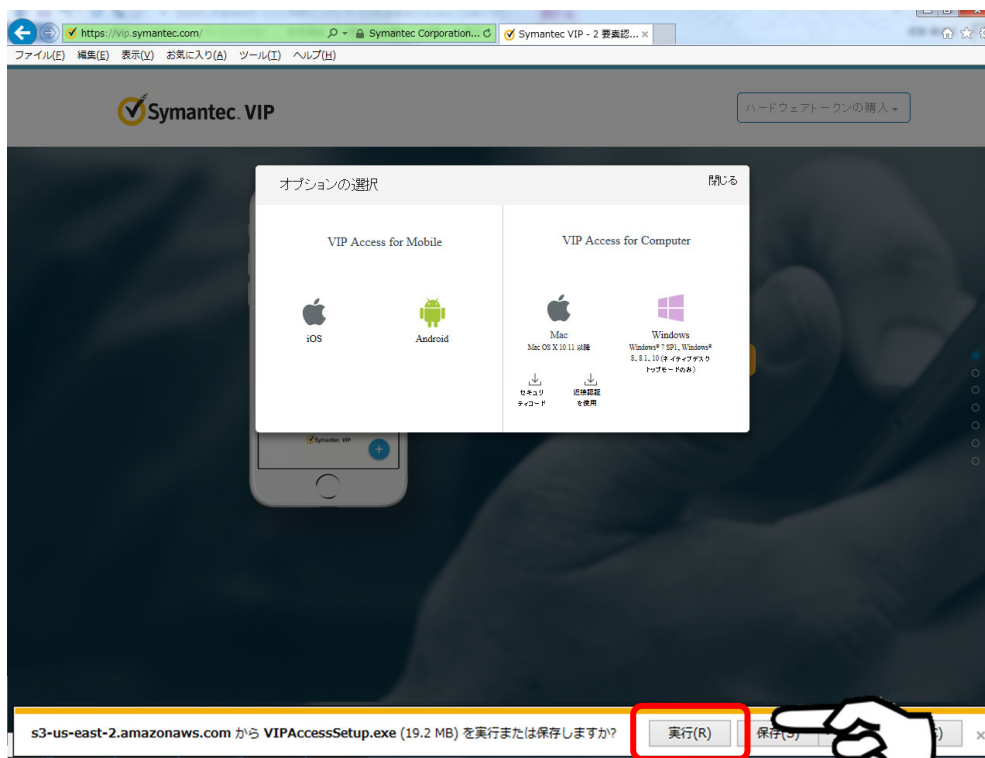 https://vip.symantec.com/
Symantec Corporation...
Symantec VIP - 2 要素認... ×
ファイル(F) 編集(E) 表示(V) お気に入り(A) ツール(T) ヘルプ(H)
Symantec™ VIP
ハードウェアトークンの購入
オプションの選択
閉じる
VIP Access for Mobile
VIP Access for Computer
iOS
Android
Mac
Mac OS X 10.11 以降
Windows
Windows® 7 SP1、Windows®
8、8.1、10 (ネイティブデスク
トップモードのみ)
セキュリ
ティコード
近接認証
を使用
Symantec VIP
s3-us-east-2.amazonaws.com から VIPAccessSetup.exe (19.2 MB) を実行または保存しますか?
実行(R)
保存(S)
×